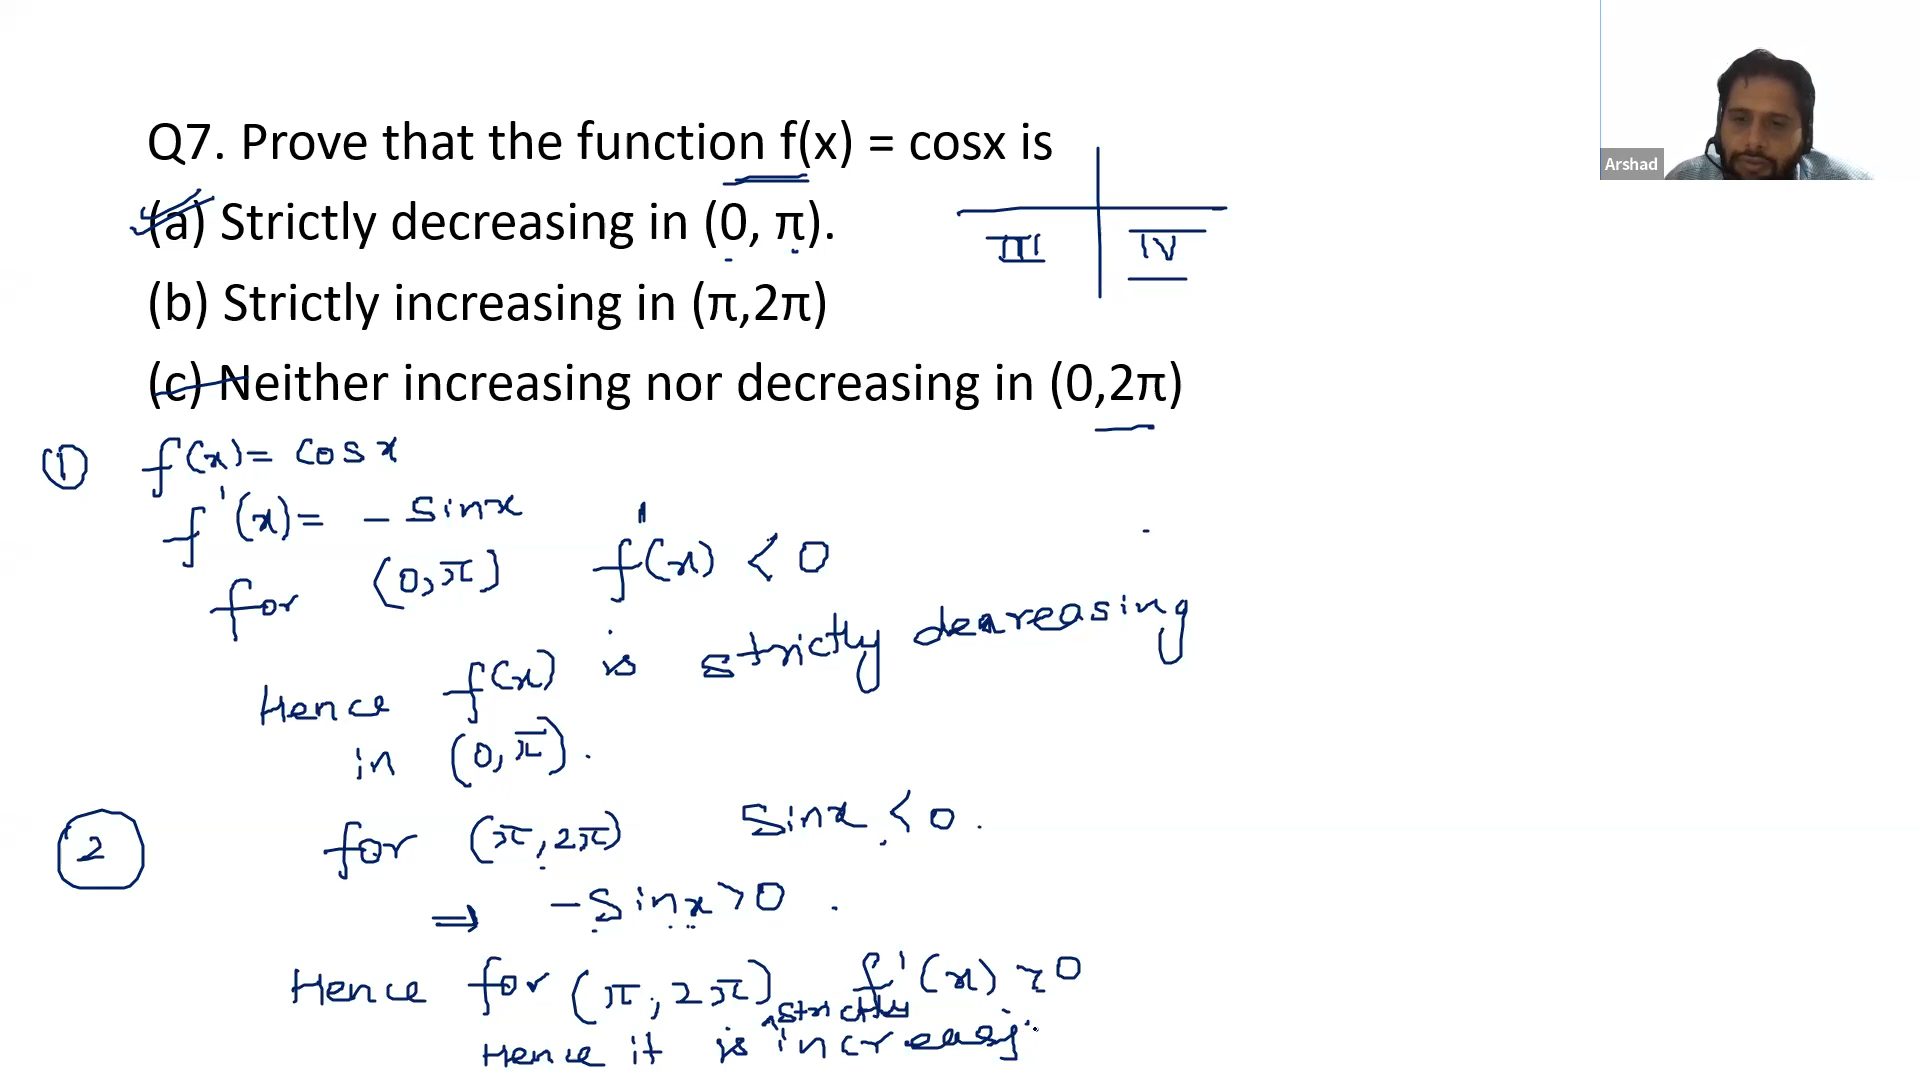 Arshad
Q7. Prove that the function f(x) = cosx is
(a) Strictly decreasing in (0, π).
(b) Strictly increasing in (π,2π)
(c) Neither increasing nor decreasing in (0,2π)
III IV
① f(x) = cos x
f'(x) = - sinx
for (0, π) f'(x) < 0
Hence f(x) is strictly decreasing
in (0, π).
2 for (π, 2π) sinx < 0.
⇒ -sinx > 0.
Hence for (π, 2π) f'(x) > 0
strictly
Hence it is ^ increasing